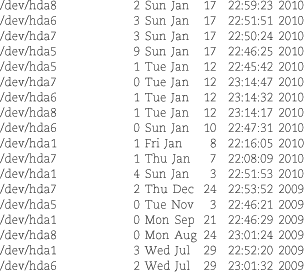 /dev/hda8 2 Sun Jan 17 22:59:23 2010
/dev/hda6 3 Sun Jan 17 22:51:51 2010
/dev/hda7 3 Sun Jan 17 22:50:24 2010
/dev/hda5 9 Sun Jan 17 22:46:25 2010
/dev/hda5 1 Tue Jan 12 22:45:42 2010
/dev/hda7 0 Tue Jan 12 23:14:47 2010
/dev/hda6 1 Tue Jan 12 23:14:32 2010
/dev/hda8 1 Tue Jan 12 23:14:17 2010
/dev/hda6 0 Sun Jan 10 22:47:31 2010
/dev/hda1 1 Fri Jan 8 22:16:05 2010
/dev/hda7 1 Thu Jan 7 22:08:09 2010
/dev/hda1 4 Sun Jan 3 22:51:53 2010
/dev/hda7 2 Thu Dec 24 22:53:52 2009
/dev/hda5 0 Tue Nov 3 22:46:21 2009
/dev/hda1 0 Mon Sep 21 22:46:29 2009
/dev/hda8 0 Mon Aug 24 23:01:24 2009
/dev/hda1 3 Wed Jul 29 22:52:20 2009
/dev/hda6 2 Wed Jul 29 23:01:32 2009